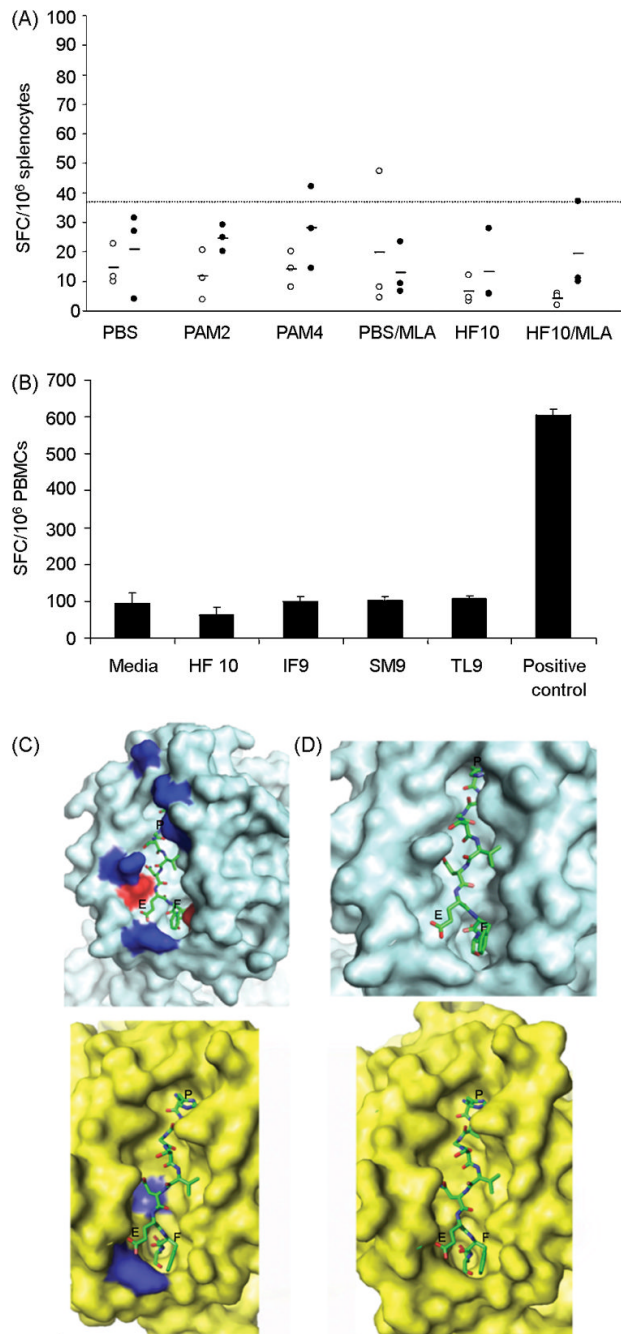 (A)
SFC/10⁶ splenocytes
100
90
80
70
60
50
40
30
20
10
0
PBS PAM2 PAM4 PBS/MLA HF10 HF10/MLA
(B)
SFC/10⁶ PBMCs
700
600
500
400
300
200
100
0
Media HF 10 IF9 SM9 TL9 Positive
control
(C) (D)
P
P
E F
E F
P
P
E F
E F